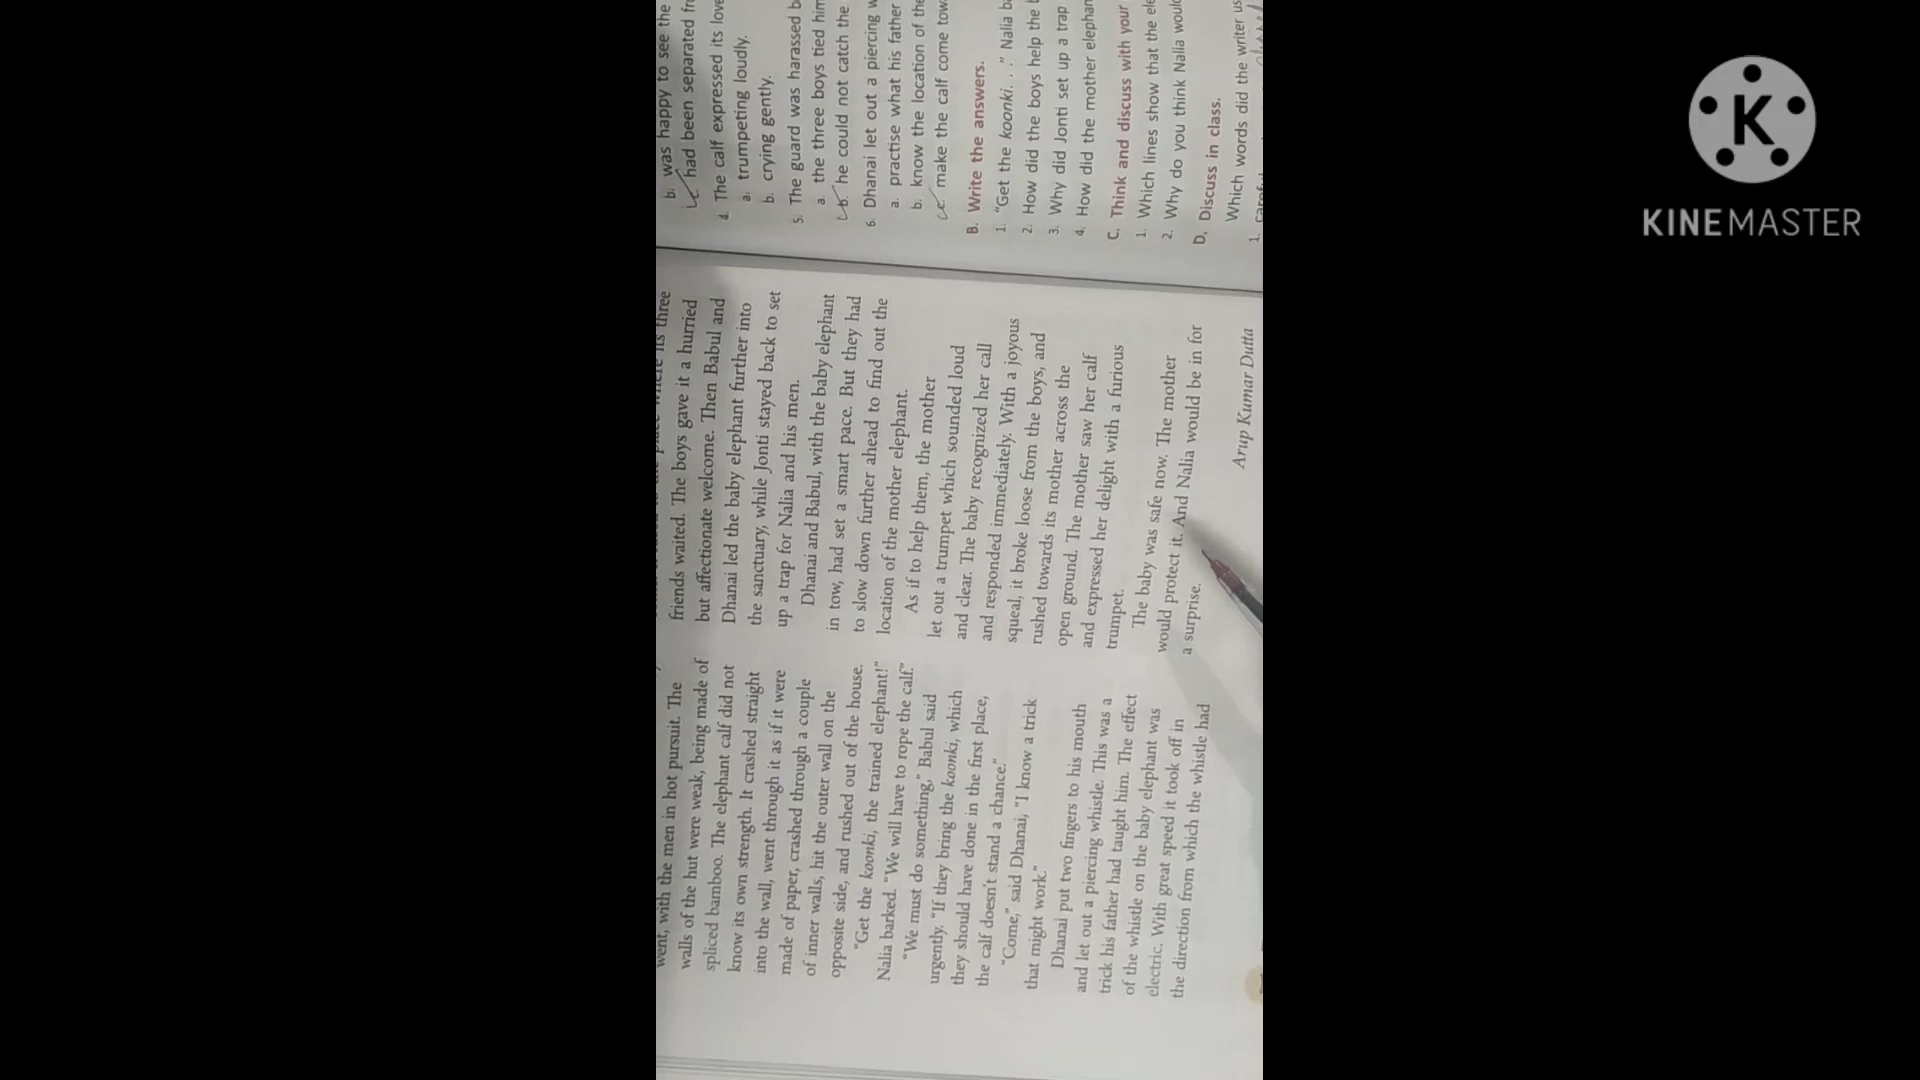 went, with the men in hot pursuit. The
walls of the hut were weak, being made of
spliced bamboo. The elephant calf did not
know its own strength. It crashed straight
into the wall, went through it as if it were
made of paper, crashed through a couple
of inner walls, hit the outer wall on the
opposite side, and rushed out of the house.
"Get the koonki, the trained elephant!"
Nalia barked. "We will have to rope the calf."
"We must do something," Babul said
urgently. "If they bring the koonki, which
they should have done in the first place,
the calf doesn't stand a chance."
"Come," said Dhanai, "I know a trick
that might work."
Dhanai put two fingers to his mouth
and let out a piercing whistle. This was a
trick his father had taught him. The effect
of the whistle on the baby elephant was
electric. With great speed it took off in
the direction from which the whistle had
place where its three
friends waited. The boys gave it a hurried
but affectionate welcome. Then Babul and
Dhanai led the baby elephant further into
the sanctuary, while Jonti stayed back to set
up a trap for Nalia and his men.
Dhanai and Babul, with the baby elephant
in tow, had set a smart pace. But they had
to slow down further ahead to find out the
location of the mother elephant.
As if to help them, the mother
let out a trumpet which sounded loud
and clear. The baby recognized her call
and responded immediately. With a joyous
squeal, it broke loose from the boys, and
rushed towards its mother across the
open ground. The mother saw her calf
and expressed her delight with a furious
trumpet.
The baby was safe now. The mother
would protect it. And Nalia would be in for
a surprise.
Arup Kumar Dutta
b. was happy to see the
c. had been separated fr
4. The calf expressed its love
a. trumpeting loudly.
b. crying gently.
5. The guard was harassed b
a. the three boys tied him
b. he could not catch the
6. Dhanai let out a piercing w
a. practise what his father
b. know the location of the
c. make the calf come tow
B. Write the answers.
1. "Get the koonki. . ." Nalia ba
2. How did the boys help the b
3. Why did Jonti set up a trap
4. How did the mother elephan
C. Think and discuss with your
1. Which lines show that the ele
2. Why do you think Nalia would
D. Discuss in class.
Which words did the writer us
1.
K
KINEMASTER